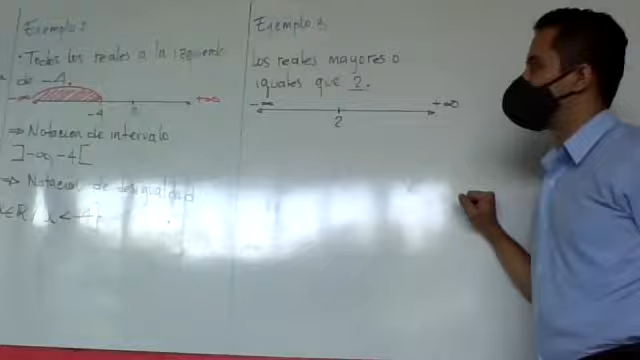 Ejemplo 2
• Todos los reales a la izquierda
de -4.
-∞ -4 0 +∞
⇒ Notación de intervalo
]-∞, -4[
⇒ Notación de desigualdad
∈ℝ / x < -4
Ejemplo 3
Los reales mayores o
iguales que 2.
-∞ 2 +∞